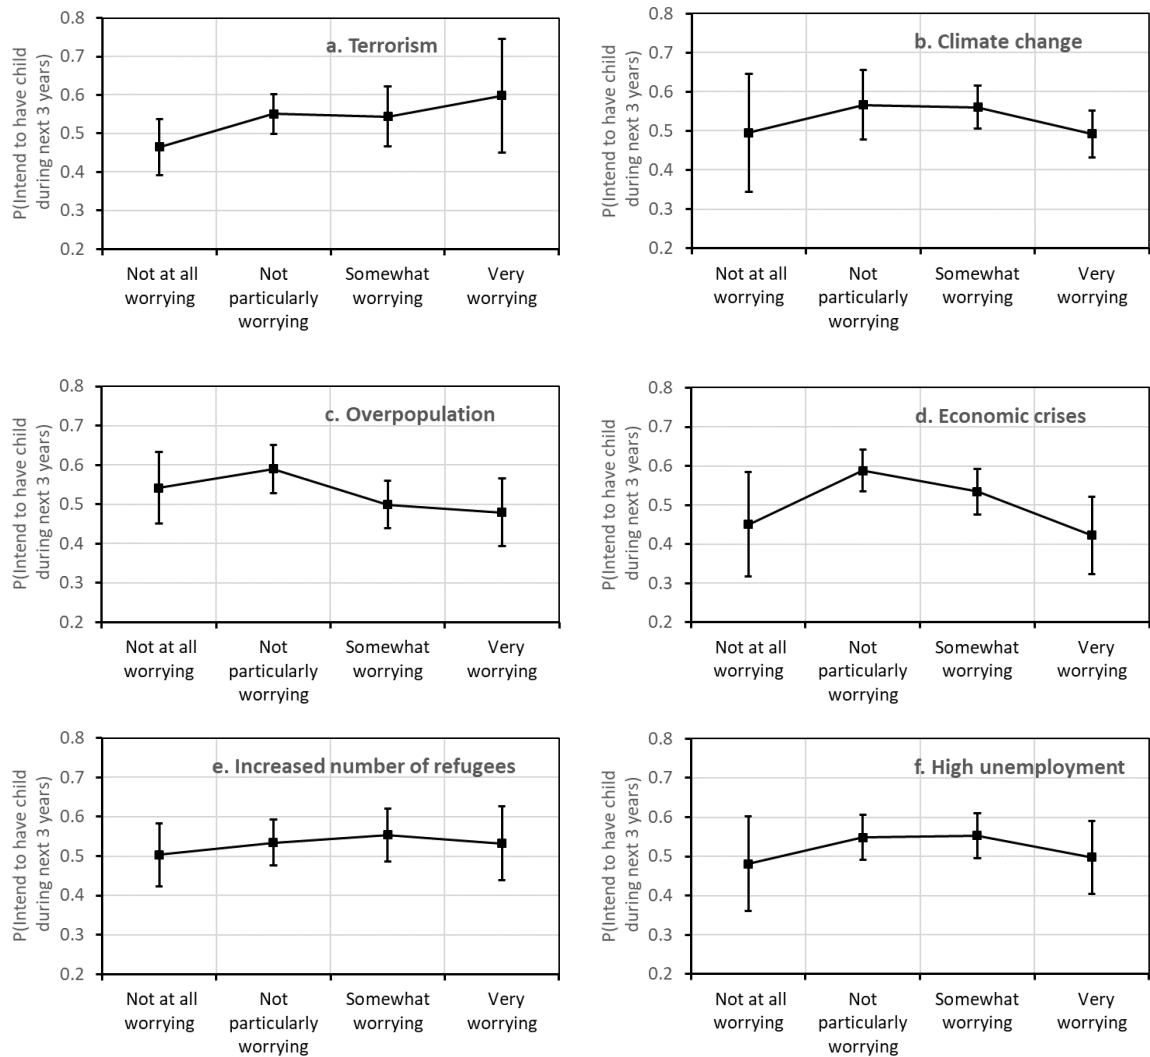 P(Intend to have child
during next 3 years)
0.8
0.7
0.6
0.5
0.4
0.3
0.2
a. Terrorism
Not at all
worrying
Not
particularly
worrying
Somewhat
worrying
Very
worrying
P(Intend to have child
during next 3 years)
0.8
0.7
0.6
0.5
0.4
0.3
0.2
b. Climate change
Not at all
worrying
Not
particularly
worrying
Somewhat
worrying
Very
worrying
P(Intend to have child
during next 3 years)
0.8
0.7
0.6
0.5
0.4
0.3
0.2
c. Overpopulation
Not at all
worrying
Not
particularly
worrying
Somewhat
worrying
Very
worrying
P(Intend to have child
during next 3 years)
0.8
0.7
0.6
0.5
0.4
0.3
0.2
d. Economic crises
Not at all
worrying
Not
particularly
worrying
Somewhat
worrying
Very
worrying
P(Intend to have child
during next 3 years)
0.8
0.7
0.6
0.5
0.4
0.3
0.2
e. Increased number of refugees
Not at all
worrying
Not
particularly
worrying
Somewhat
worrying
Very
worrying
P(Intend to have child
during next 3 years)
0.8
0.7
0.6
0.5
0.4
0.3
0.2
f. High unemployment
Not at all
worrying
Not
particularly
worrying
Somewhat
worrying
Very
worrying